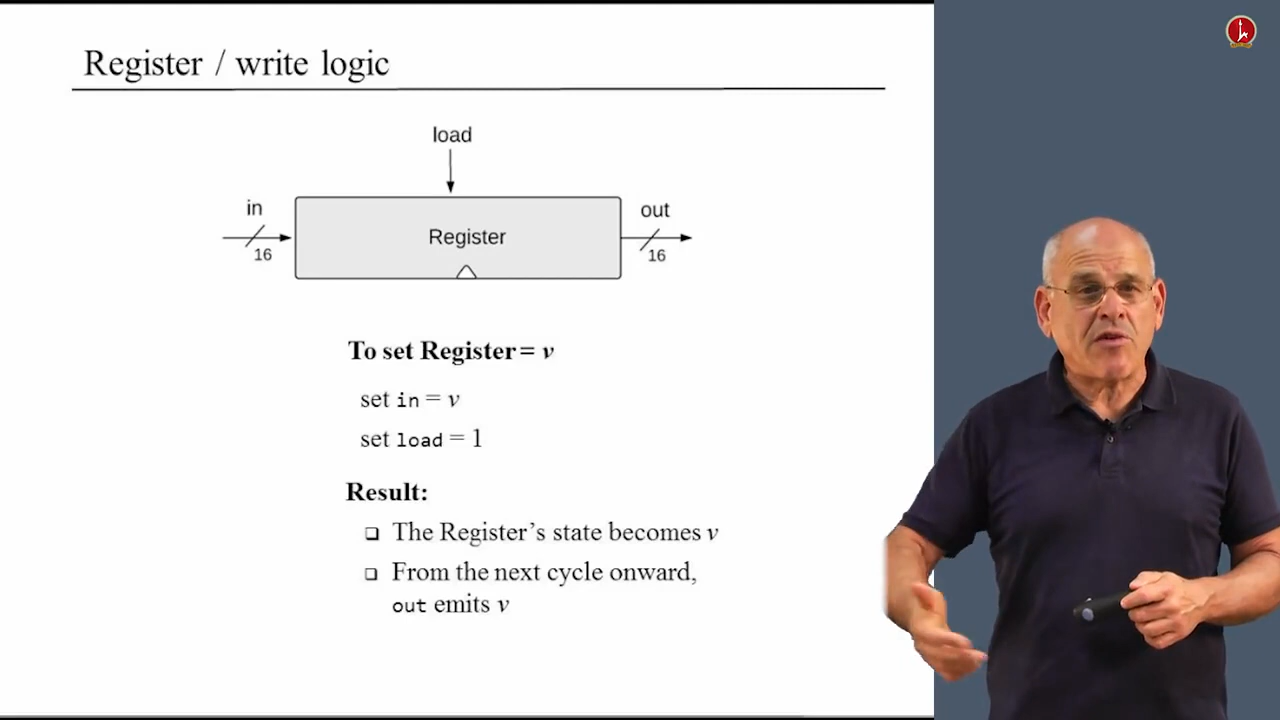 Register / write logic
load
in
out
Register
16
16
To set Register = v
set in = v
set load = 1
Result:
❑ The Register’s state becomes v
❑ From the next cycle onward,
out emits v